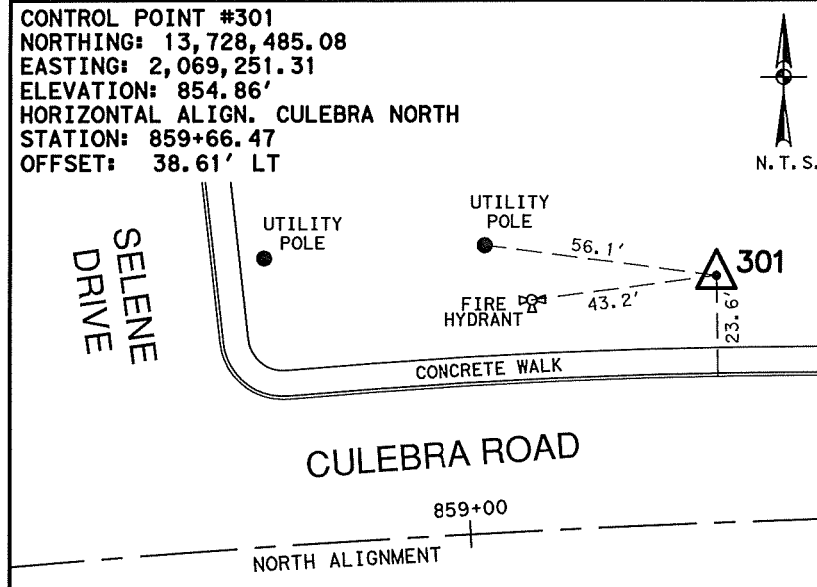 CONTROL POINT #301
NORTHING: 13,728,485.08
EASTING: 2,069,251.31
ELEVATION: 854.86'
HORIZONTAL ALIGN. CULEBRA NORTH
STATION: 859+66.47
OFFSET: 38.61' LT
N.T.S.
UTILITY
POLE
UTILITY
POLE
56.1'
301
SELENE
DRIVE
FIRE
HYDRANT
43.2'
23.6'
CONCRETE WALK
CULEBRA ROAD
859+00
NORTH ALIGNMENT